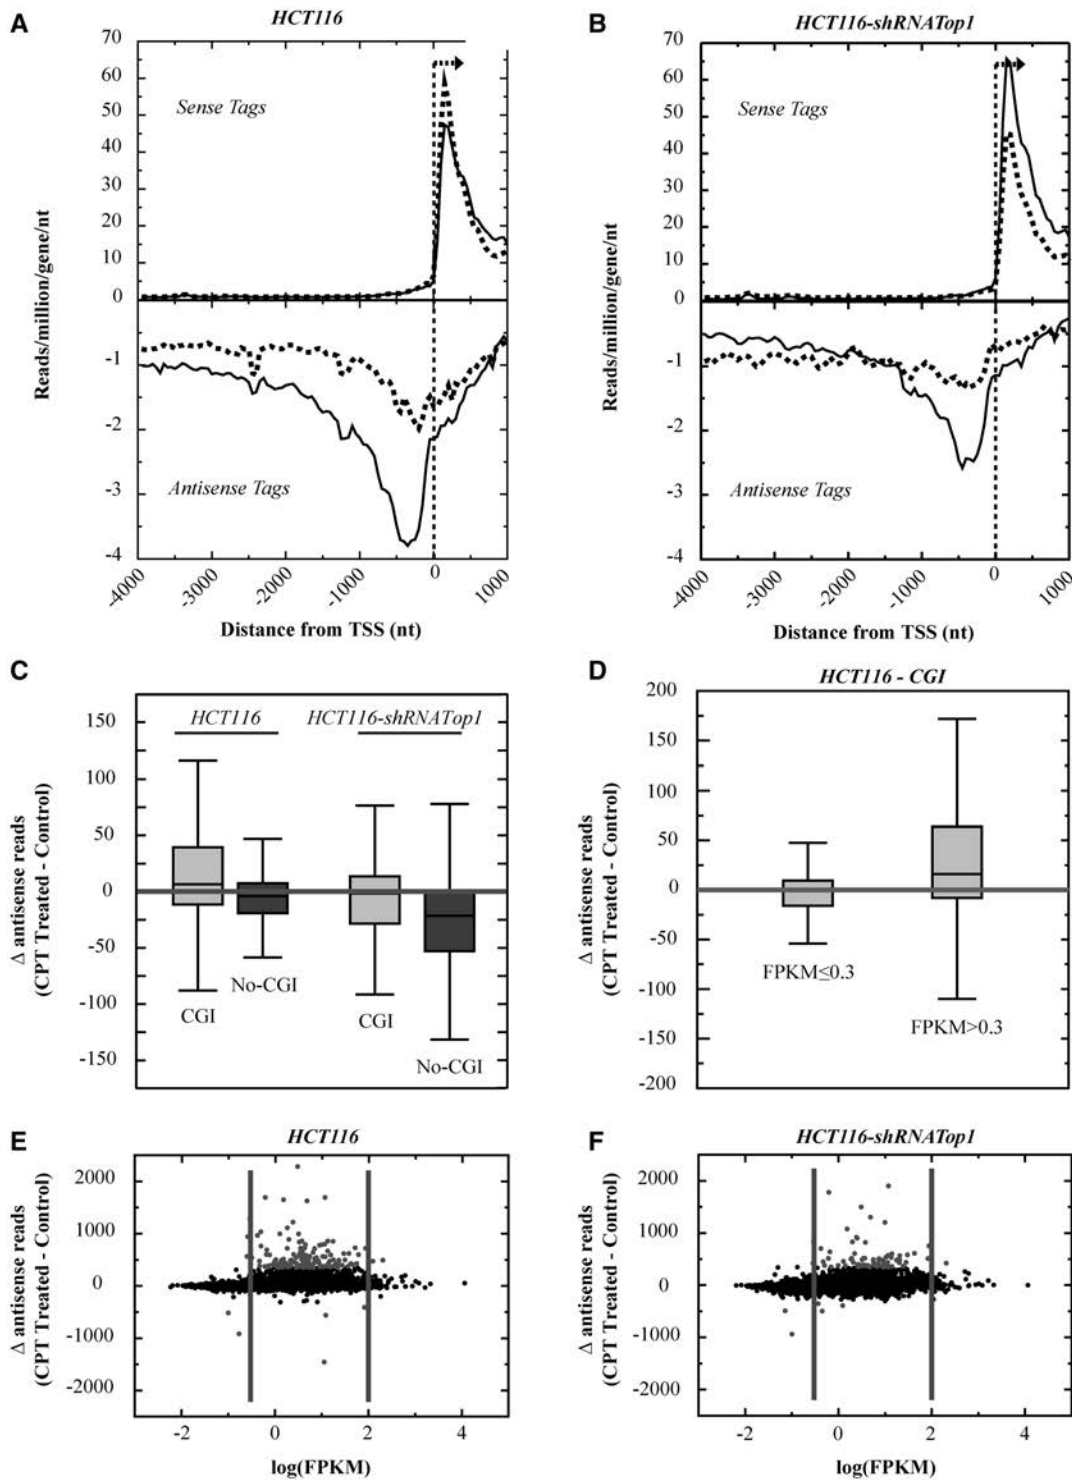 A
HCT116
B
HCT116-shRNATop1
70
60
50
40
30
20
10
0
-1
-2
-3
-4
Sense Tags
Antisense Tags
Reads/million/gene/nt
-4000
-3000
-2000
-1000
0
1000
Distance from TSS (nt)
70
60
50
40
30
20
10
0
-1
-2
-3
-4
Sense Tags
Antisense Tags
Reads/million/gene/nt
-4000
-3000
-2000
-1000
0
1000
Distance from TSS (nt)
C
HCT116
HCT116-shRNATop1
150
100
50
0
-50
-100
-150
Δ antisense reads
(CPT Treated - Control)
CGI
No-CGI
CGI
No-CGI
D
HCT116 - CGI
200
150
100
50
0
-50
-100
-150
-200
Δ antisense reads
(CPT Treated - Control)
FPKM≤0.3
FPKM>0.3
E
HCT116
2000
1000
0
-1000
-2000
Δ antisense reads
(CPT Treated - Control)
-2
0
2
4
log(FPKM)
F
HCT116-shRNATop1
2000
1000
0
-1000
-2000
Δ antisense reads
(CPT Treated - Control)
-2
0
2
4
log(FPKM)